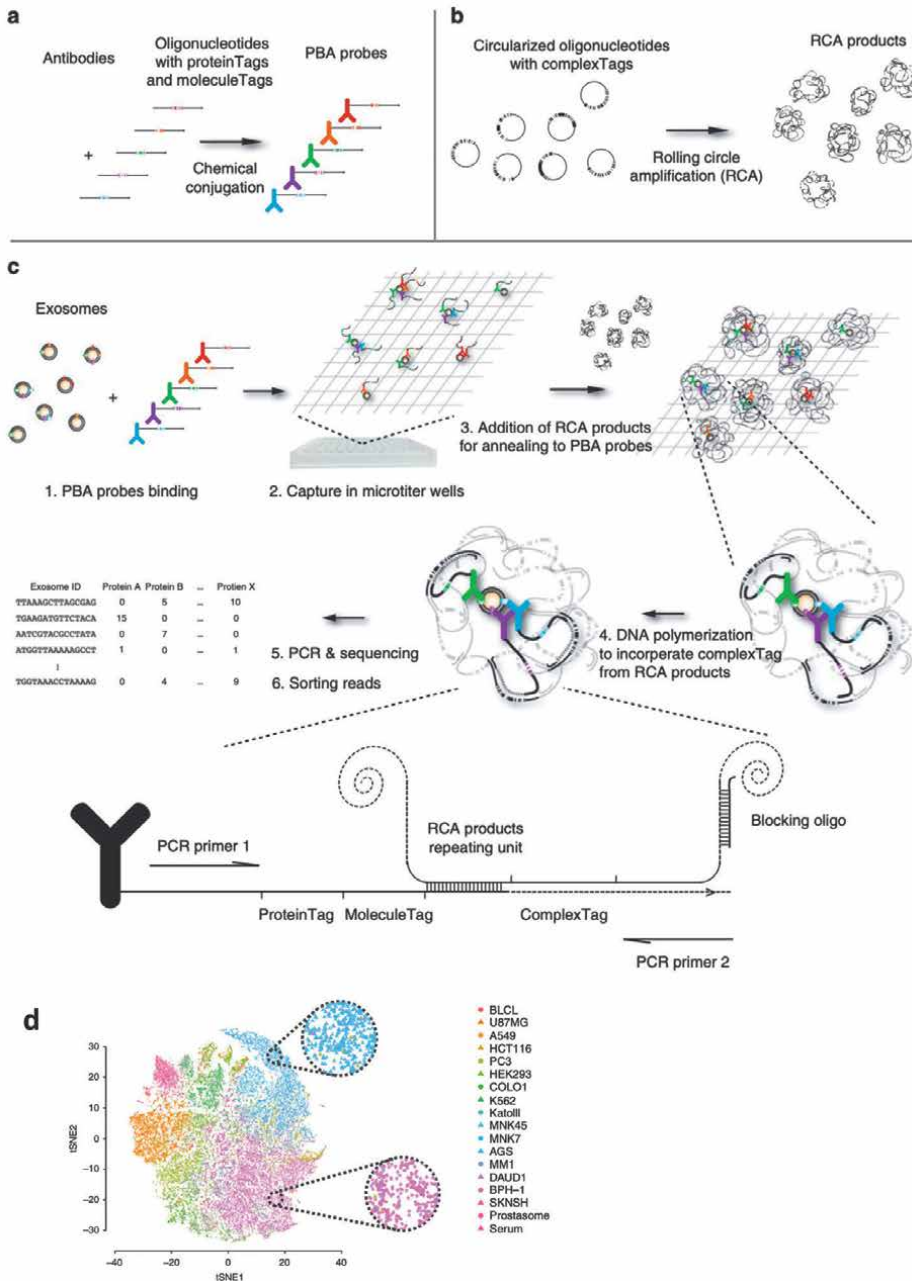 a
Antibodies
Oligonucleotides
with proteinTags
and moleculeTags
PBA probes
+
Chemical
conjugation
b
Circularized oligonucleotides
with complexTags
RCA products
Rolling circle
amplification (RCA)
c
Exosomes
+
1. PBA probes binding
2. Capture in microtiter wells
3. Addition of RCA products
for annealing to PBA probes
4. DNA polymerization
to incorperate complexTag
from RCA products
5. PCR & sequencing
6. Sorting reads
Exosome ID Protein A Protein B ... Protien X
TTAAAGCTTAGCGAG 0 5 ... 10
TGAAGATGTTCTACA 15 0 ... 0
AATCGTACGCCTATA 0 7 ... 0
ATGGTTAAAAAGCCT 1 0 ... 1
TGGTAAACCTAAAAG 0 4 ... 9
PCR primer 1
RCA products
repeating unit
Blocking oligo
ProteinTag MoleculeTag ComplexTag
PCR primer 2
d
tSNE2
30
20
10
0
−10
−20
−30
−40 −20 0 20 40
tSNE1
BLCL
U87MG
A549
HCT116
PC3
HEK293
COLO1
K562
KatoIII
MNK45
MNK7
AGS
MM1
DAUD1
BPH−1
SKNSH
Prostasome
Serum